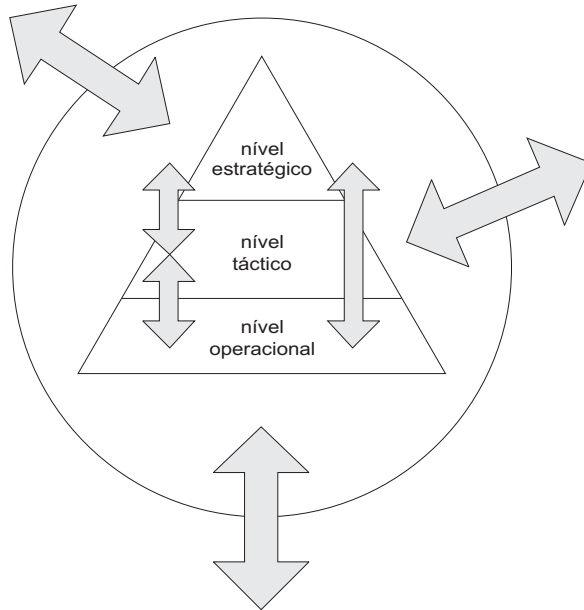 nível
estratégico
nível
táctico
nível
operacional